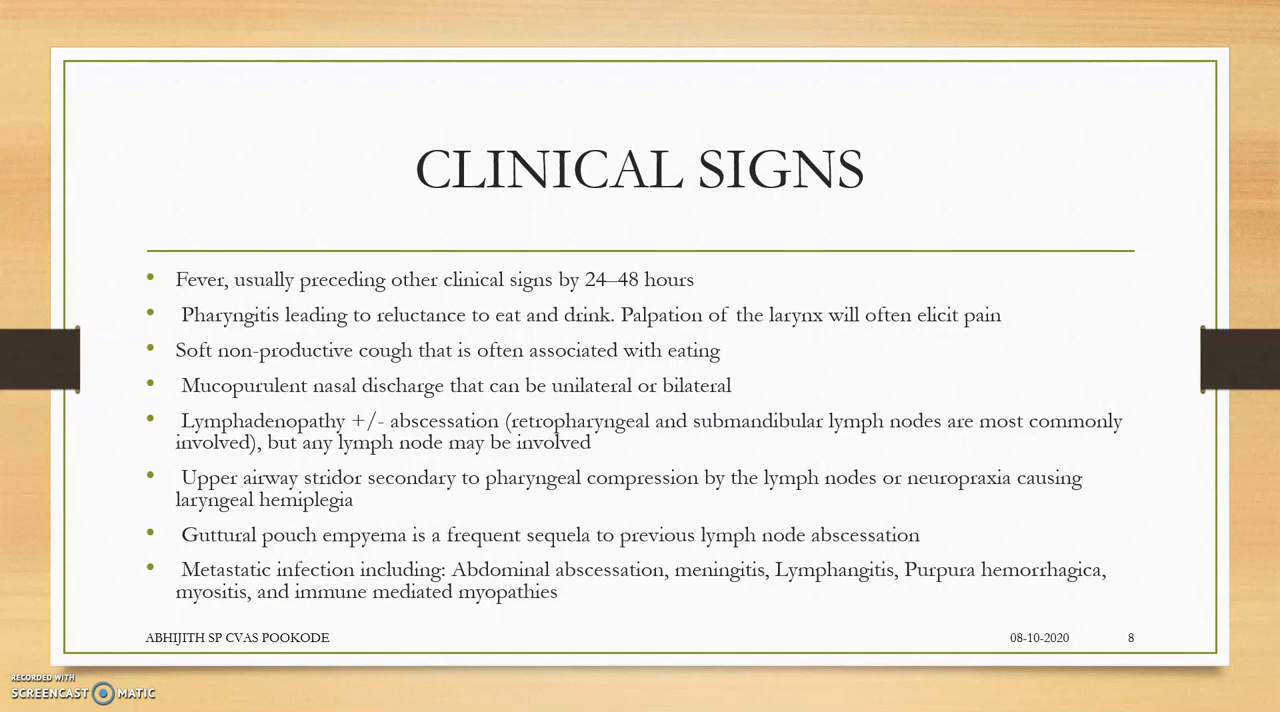 CLINICAL SIGNS
• Fever, usually preceding other clinical signs by 24–48 hours
• Pharyngitis leading to reluctance to eat and drink. Palpation of the larynx will often elicit pain
• Soft non-productive cough that is often associated with eating
• Mucopurulent nasal discharge that can be unilateral or bilateral
• Lymphadenopathy +/- abscessation (retropharyngeal and submandibular lymph nodes are most commonly
involved), but any lymph node may be involved
• Upper airway stridor secondary to pharyngeal compression by the lymph nodes or neuropraxia causing
laryngeal hemiplegia
• Guttural pouch empyema is a frequent sequela to previous lymph node abscessation
• Metastatic infection including: Abdominal abscessation, meningitis, Lymphangitis, Purpura hemorrhagica,
myositis, and immune mediated myopathies
ABHIJITH SP CVAS POOKODE 08-10-2020 8
RECORDED WITH
SCREENCAST MATIC